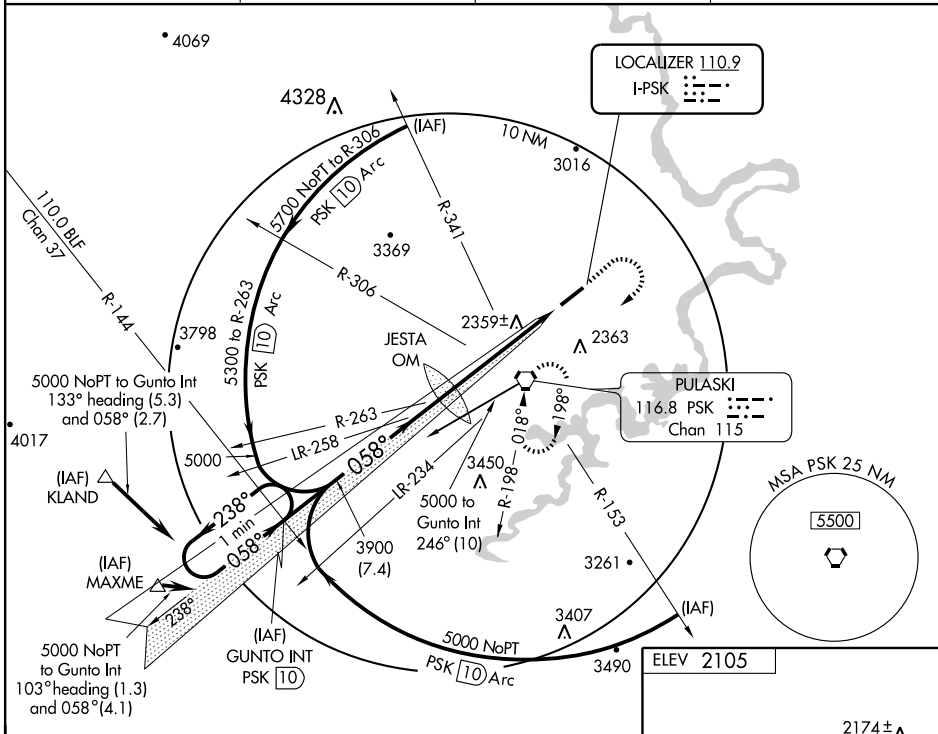 4069
LOCALIZER 110.9
I-PSK
4328
(IAF)
10 NM
3016
5700 NoPT to R-306
PSK 10 Arc
R-341
110.0 BLF
Chan 37
R-144
3369
R-306
5300 to R-263
PSK 10 Arc
2359±
2363
3798
JESTA
OM
5000 NoPT to Gunto Int
133° heading (5.3)
and 058° (2.7)
PULASKI
116.8 PSK
Chan 115
4017
R-263
LR-258
058°
018°
198°
5000
(IAF)
KLAND
LR-234
3450
R-198
R-153
MSA PSK 25 NM
5500
238°
1 min
058°
5000 to
Gunto Int
246° (10)
3900
(7.4)
3261
(IAF)
MAXME
238°
(IAF)
GUNTO INT
PSK 10
3407
(IAF)
5000 NoPT
PSK 10 Arc
3490
5000 NoPT
to Gunto Int
103° heading (1.3)
and 058° (4.1)
ELEV 2105
2174±